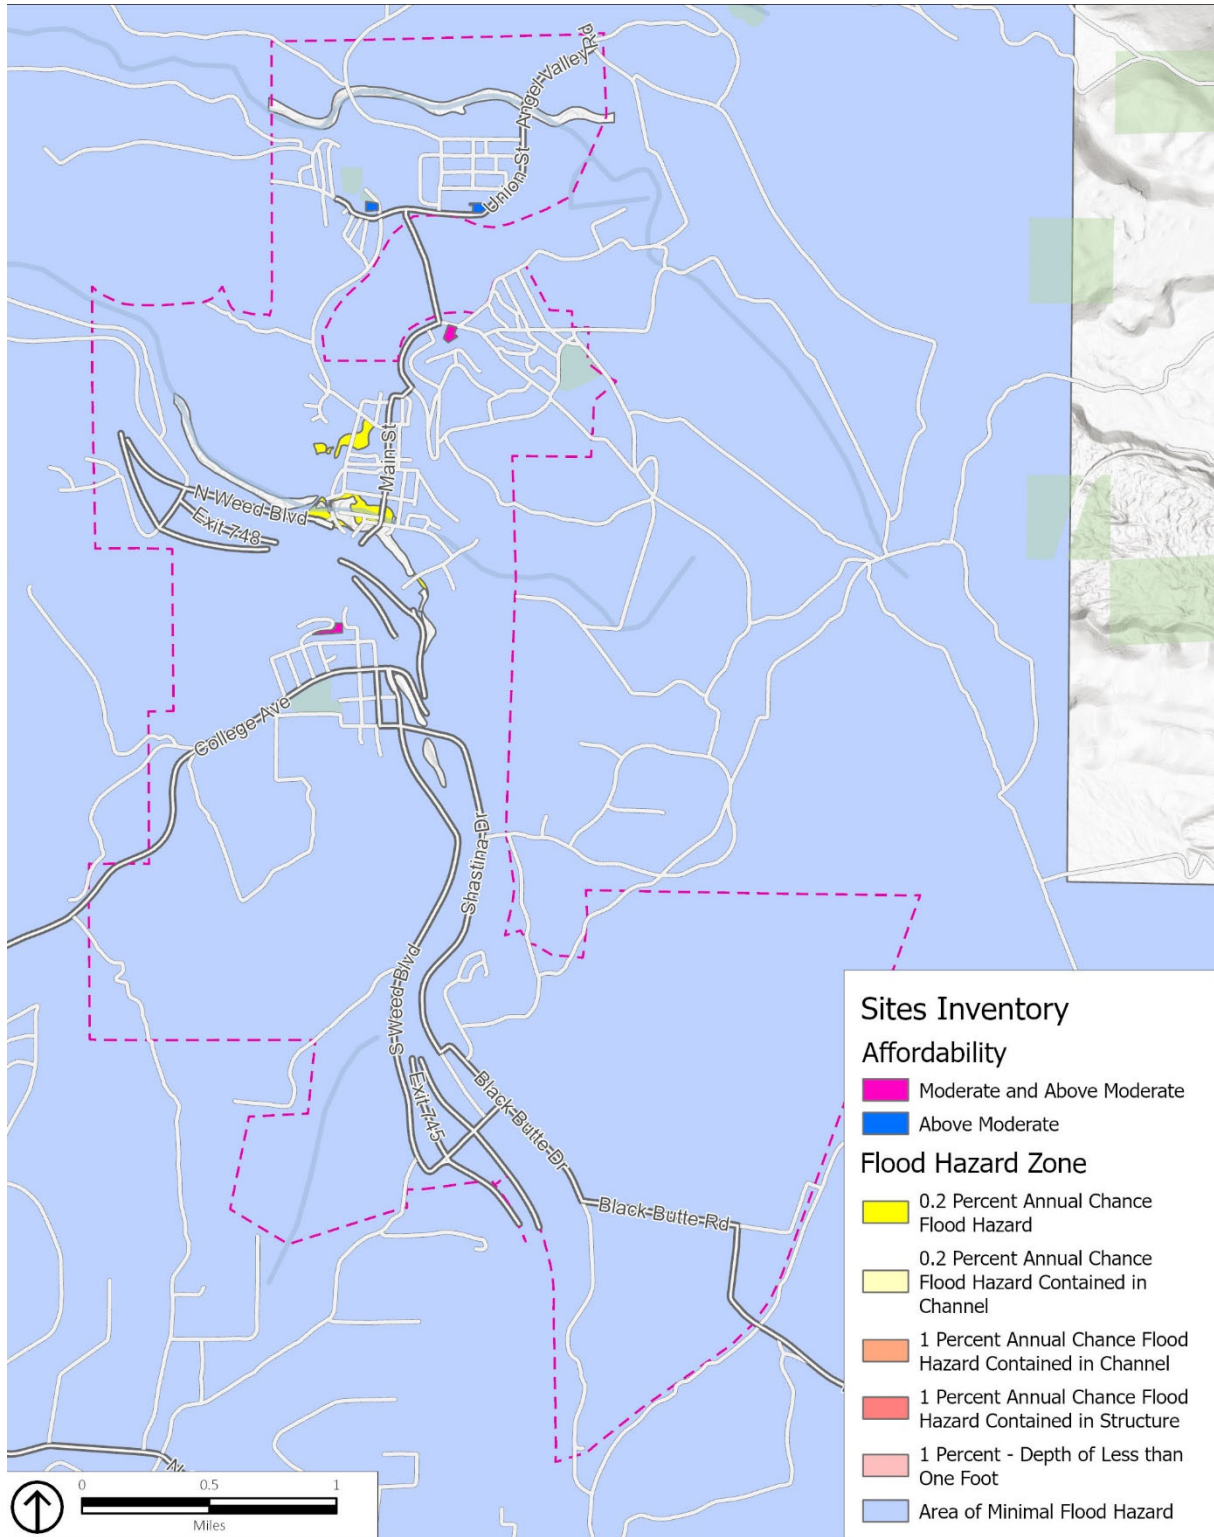 Angel Valley Rd
Union St
Main St
N Weed Blvd
Exit 748
College Ave
Shastina Dr
S Weed Blvd
Exit 745
Black Butte Dr
Black Butte Rd
Sites Inventory
Affordability
Moderate and Above Moderate
Above Moderate
Flood Hazard Zone
0.2 Percent Annual Chance
Flood Hazard
0.2 Percent Annual Chance
Flood Hazard Contained in
Channel
1 Percent Annual Chance Flood
Hazard Contained in Channel
1 Percent Annual Chance Flood
Hazard Contained in Structure
1 Percent - Depth of Less than
One Foot
Area of Minimal Flood Hazard
0 0.5 1
Miles